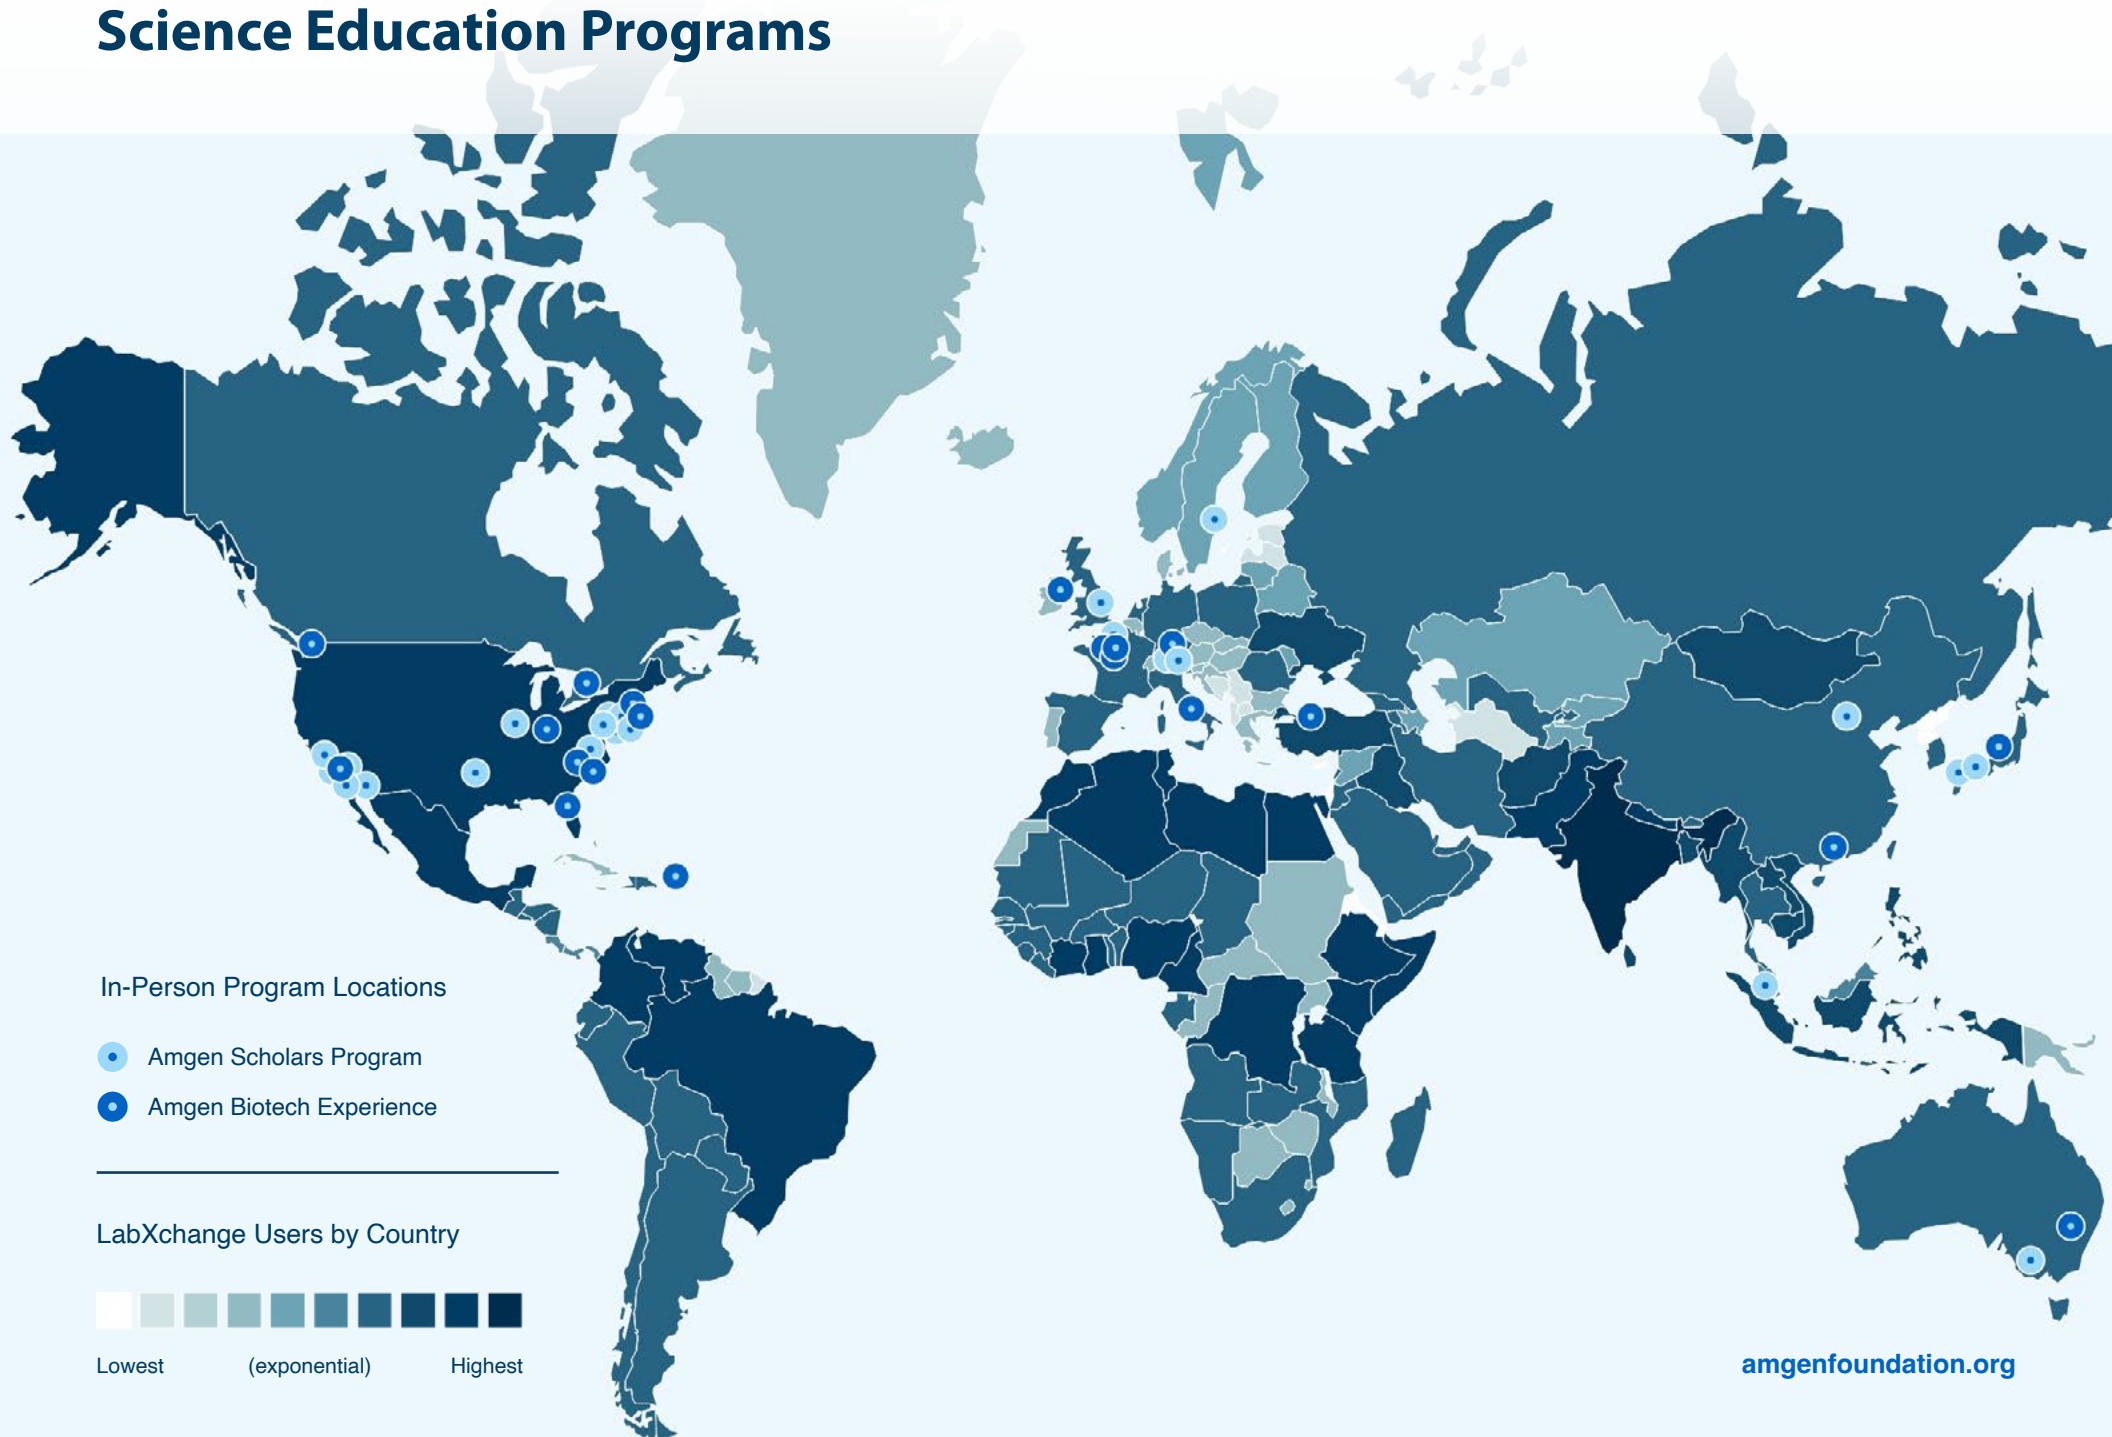 Science Education Programs
In-Person Program Locations
Amgen Scholars Program
Amgen Biotech Experience
LabXchange Users by Country
Lowest (exponential) Highest
amgenfoundation.org